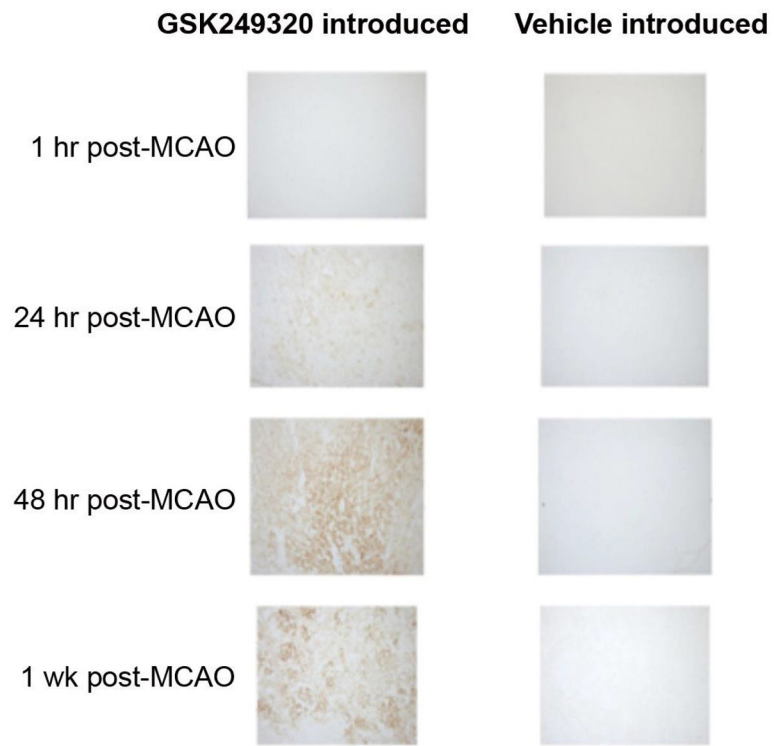 GSK249320 introduced Vehicle introduced
1 hr post-MCAO
24 hr post-MCAO
48 hr post-MCAO
1 wk post-MCAO